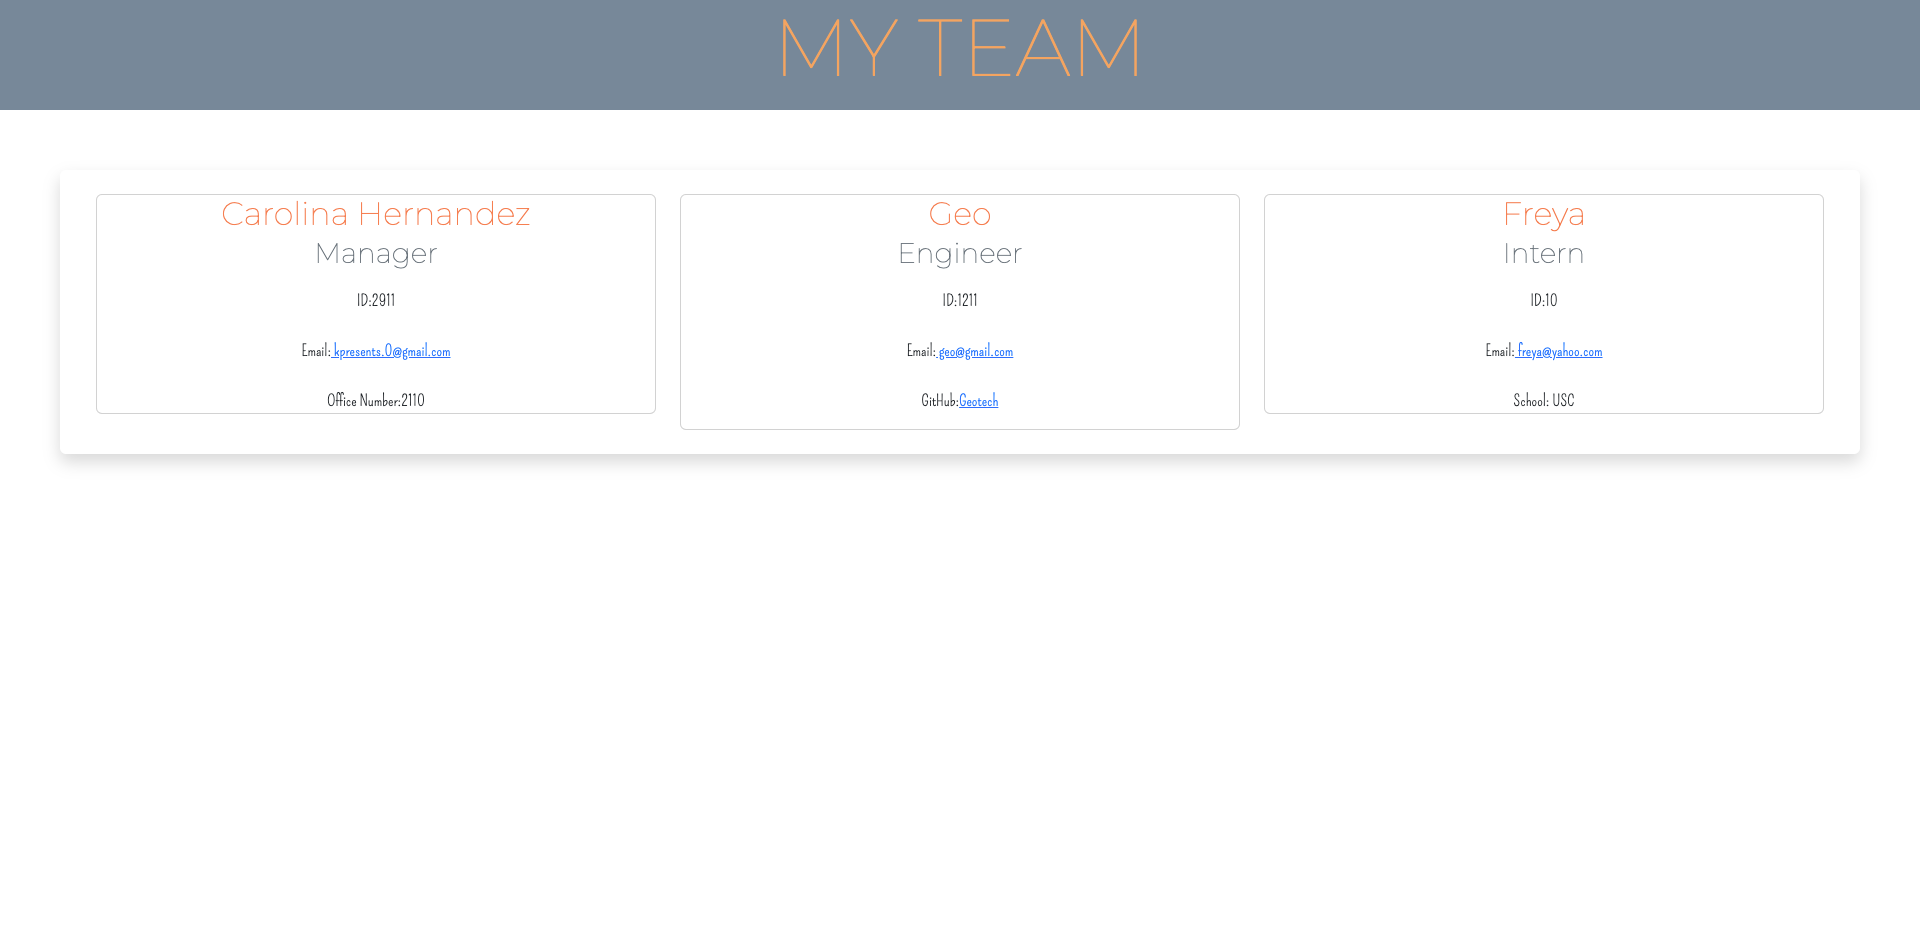 MY TEAM
Carolina Hernandez
Manager
ID:2911
Email: kpresents.0@gmail.com
Office Number:2110
Geo
Engineer
ID:1211
Email: geo@gmail.com
GitHub:Geotech
Freya
Intern
ID:10
Email: freya@yahoo.com
School: USC